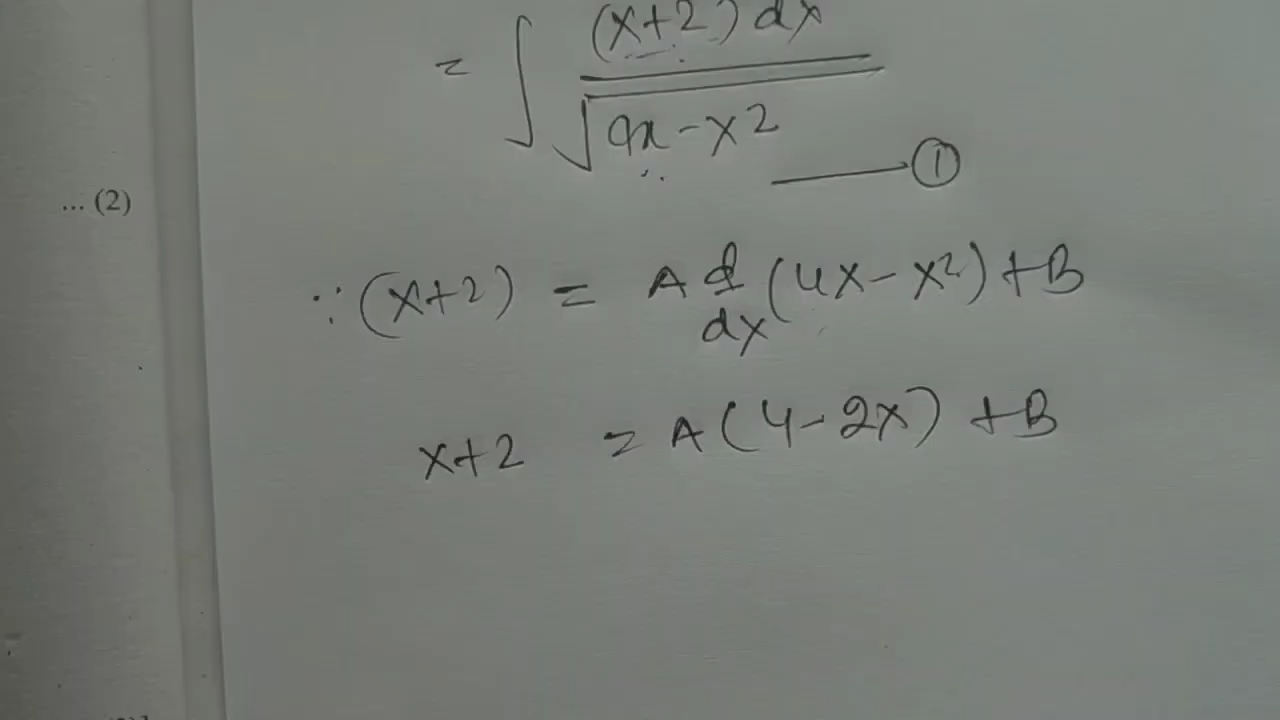 = ∫ (x+2) dx / √(4x - x²) —— ①
... (2)
∵ (x+2) = A d/dx (4x - x²) + B
x+2 = A(4 - 2x) + B